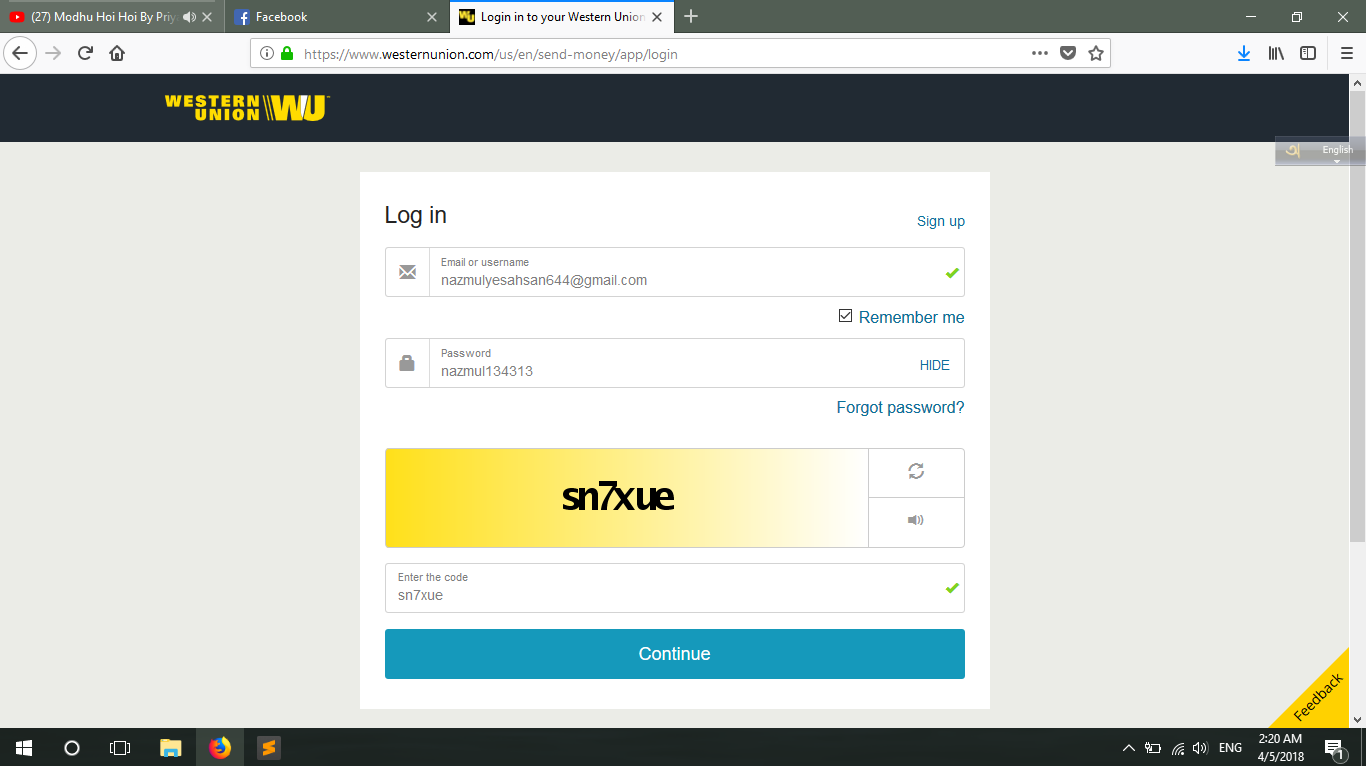 (27) Modhu Hoi Hoi By Priy
Facebook
Login in to your Western Union
https://www.westernunion.com/us/en/send-money/app/login
WESTERN
UNION WU
English
Log in
Sign up
Email or username
nazmulyesahsan644@gmail.com
Remember me
Password
nazmul134313
HIDE
Forgot password?
sn7xue
Enter the code
sn7xue
Continue
Feedback
ENG
2:20 AM
4/5/2018
1